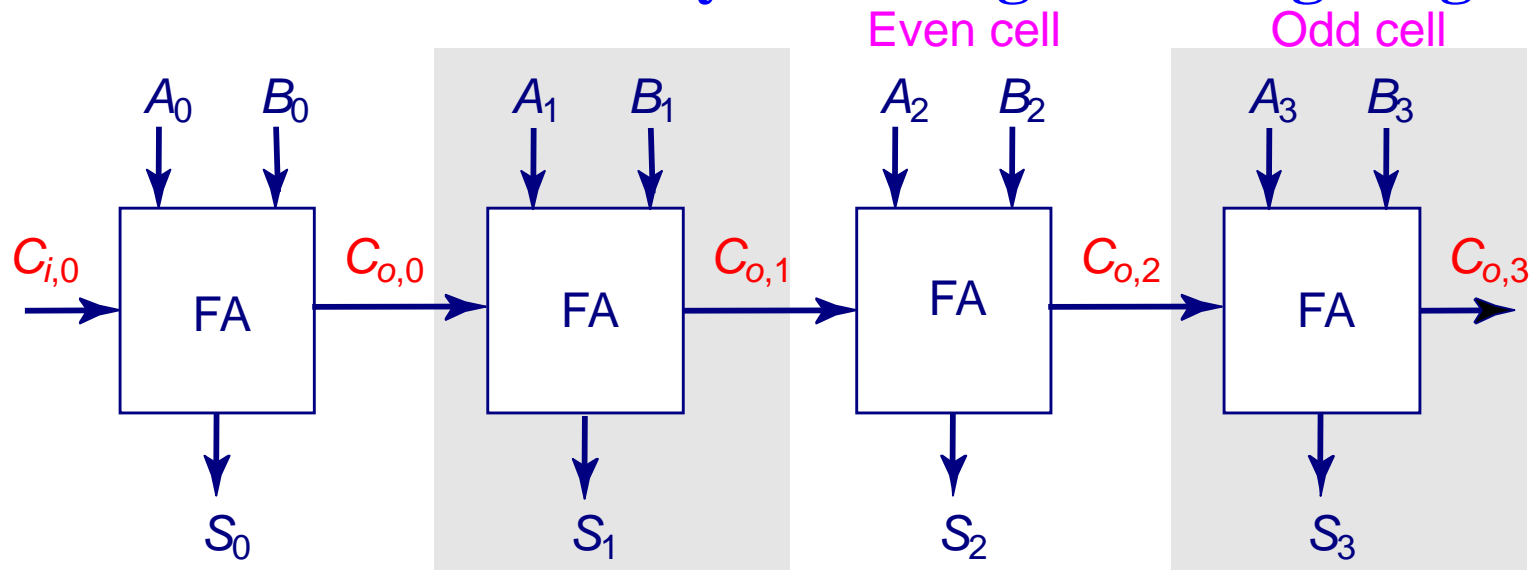 Even cell Odd cell
A0 B0 A1 B1 A2 B2 A3 B3
Ci,0 Co,0 Co,1 Co,2 Co,3
FA FA FA FA
S0 S1 S2 S3